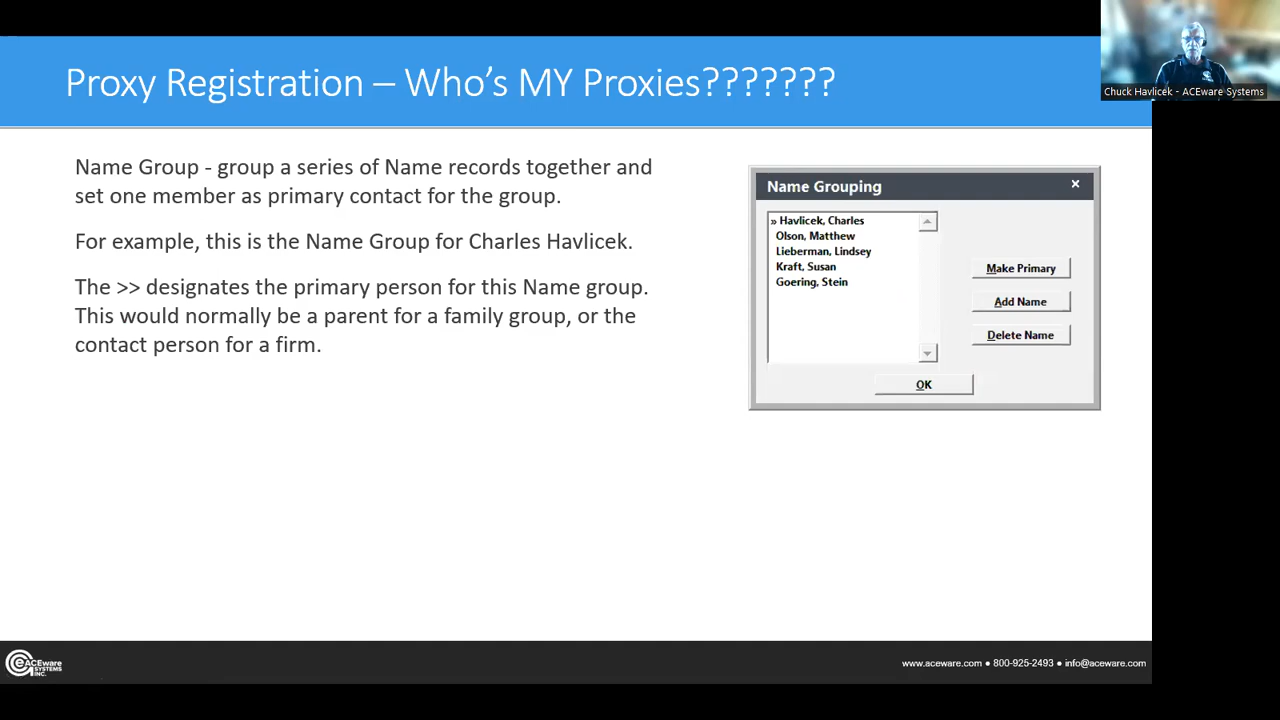 Proxy Registration – Who's MY Proxies???????
Chuck Havlicek - ACEware Systems
Name Group - group a series of Name records together and
set one member as primary contact for the group.
For example, this is the Name Group for Charles Havlicek.
The >> designates the primary person for this Name group.
This would normally be a parent for a family group, or the
contact person for a firm.
Name Grouping
» Havlicek, Charles
Olson, Matthew
Lieberman, Lindsey
Kraft, Susan
Goering, Stein
Make Primary
Add Name
Delete Name
OK
ACEware
SYSTEMS
INC.
www.aceware.com ● 800-925-2493 ● info@aceware.com